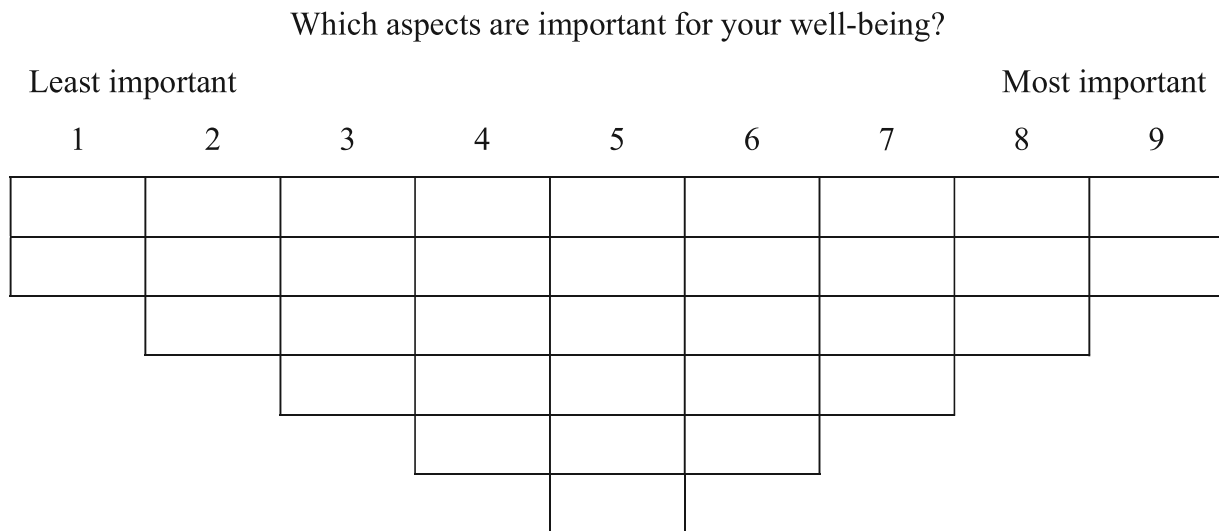 Which aspects are important for your well-being?
Least important Most important
1 2 3 4 5 6 7 8 9